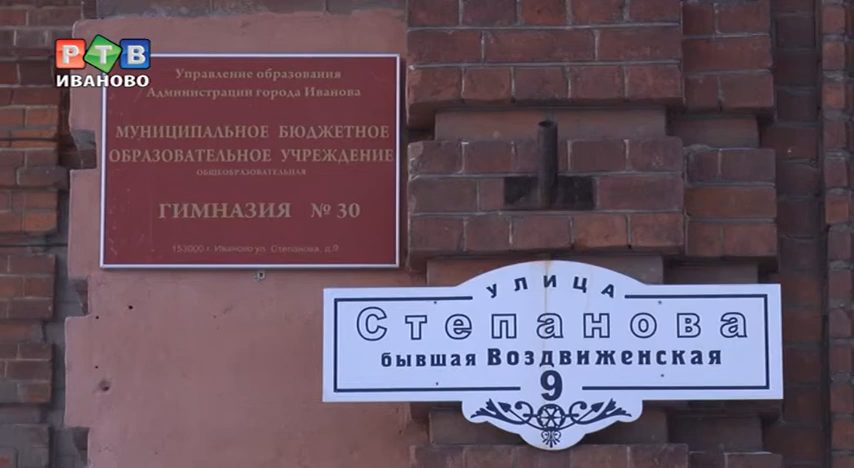 РТВ
ИВАНОВО
Управление образования
Администрации города Иванова
МУНИЦИПАЛЬНОЕ БЮДЖЕТНОЕ
ОБРАЗОВАТЕЛЬНОЕ УЧРЕЖДЕНИЕ
ОБЩЕОБРАЗОВАТЕЛЬНАЯ
ГИМНАЗИЯ № 30
153000 г. Иваново ул. Степанова, д.9
УЛИЦА
Степанова
бывшая Воздвиженская
9